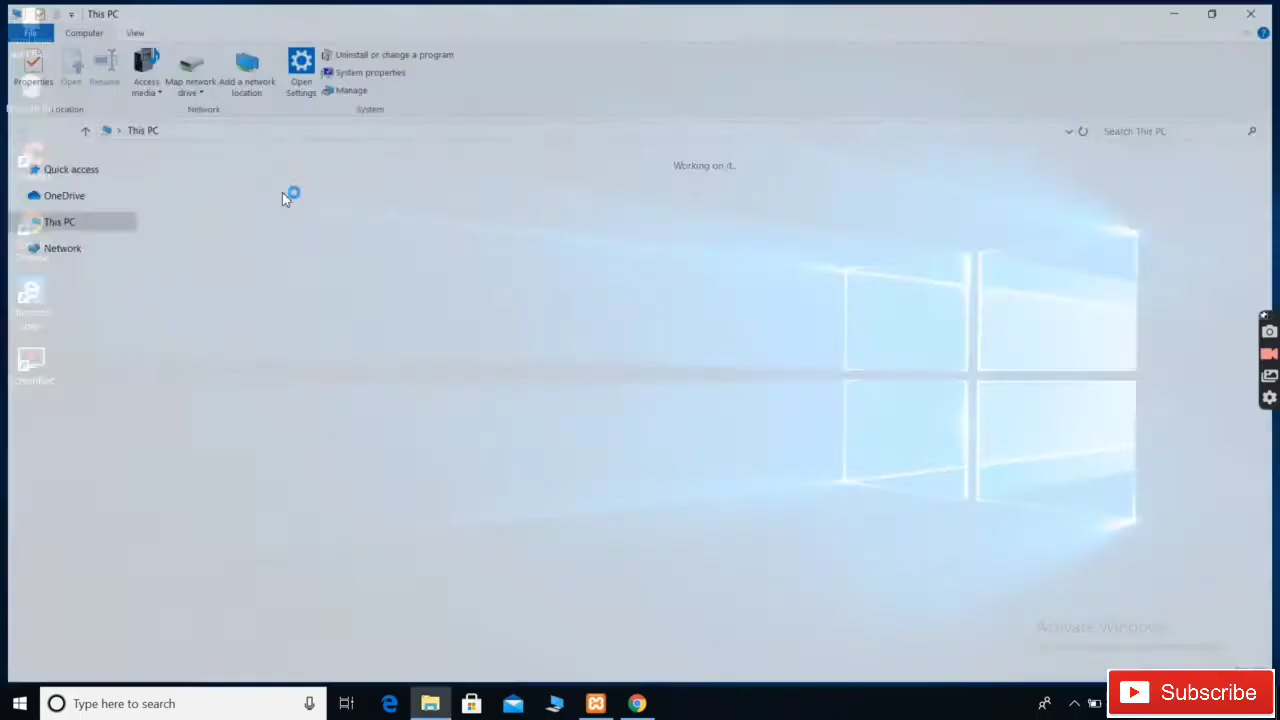 This PC
File Computer View
Properties Open Rename Access media Map network drive Add a network location Open Settings
Uninstall or change a program
System properties
Manage
Location Network System
This PC
Search This PC
Working on it..
Quick access
OneDrive
This PC
Network
Activate Windows
Type here to search
Subscribe